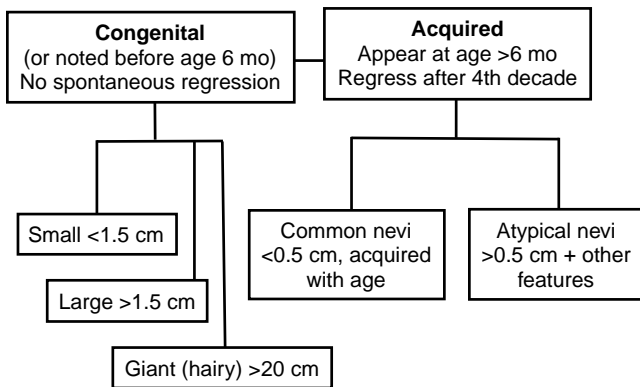 Congenital
(or noted before age 6 mo)
No spontaneous regression
Acquired
Appear at age >6 mo
Regress after 4th decade
Small <1.5 cm
Large >1.5 cm
Giant (hairy) >20 cm
Common nevi
<0.5 cm, acquired
with age
Atypical nevi
>0.5 cm + other
features